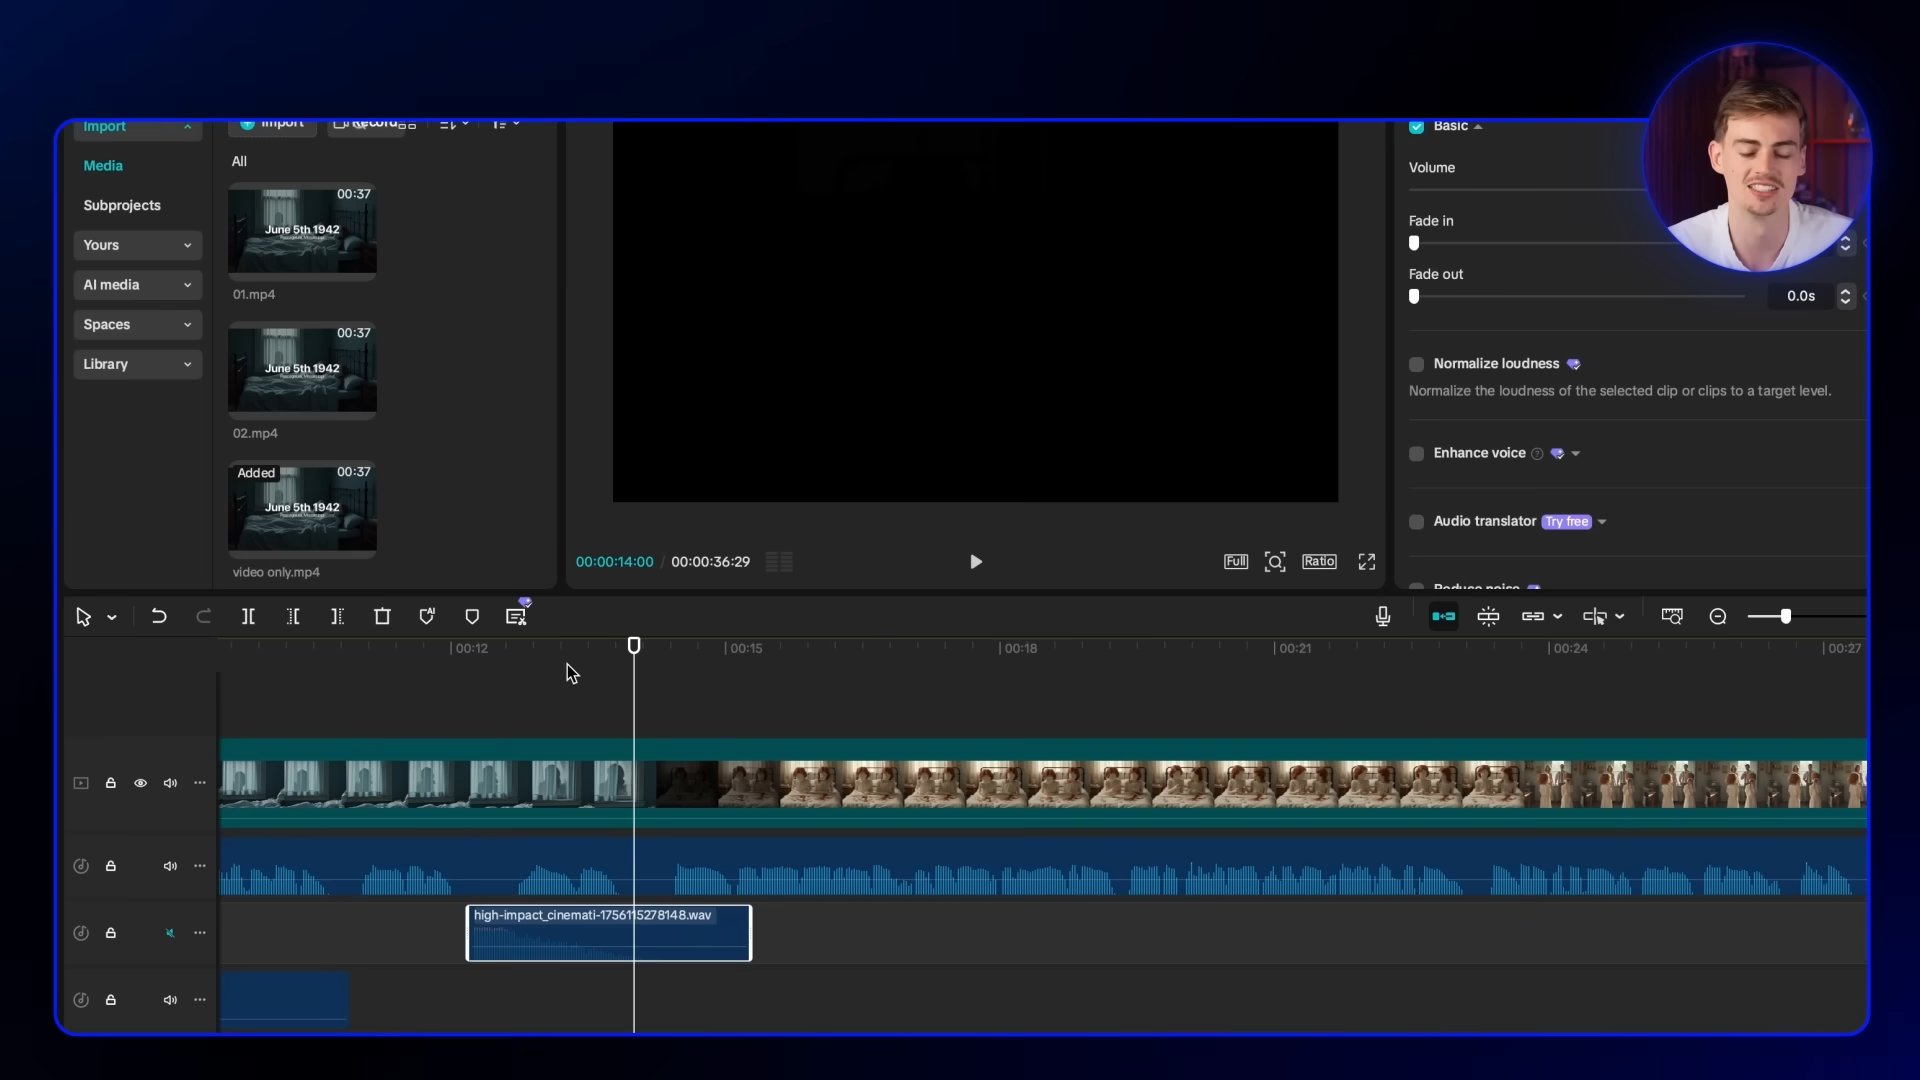 Import
Media
Subprojects
Yours
AI media
Spaces
Library
Import
Record
All
00:37
June 5th 1942
01.mp4
00:37
June 5th 1942
02.mp4
Added
00:37
June 5th 1942
video only.mp4
00:00:14:00 / 00:00:36:29
Full
Ratio
Basic
Volume
Fade in
Fade out
0.0s
Normalize loudness
Normalize the loudness of the selected clip or clips to a target level.
Enhance voice
Audio translator Try free
Reduce noise
AI
00:12
00:15
00:18
00:21
00:24
00:27
high-impact_cinemati-1756115278148.wav